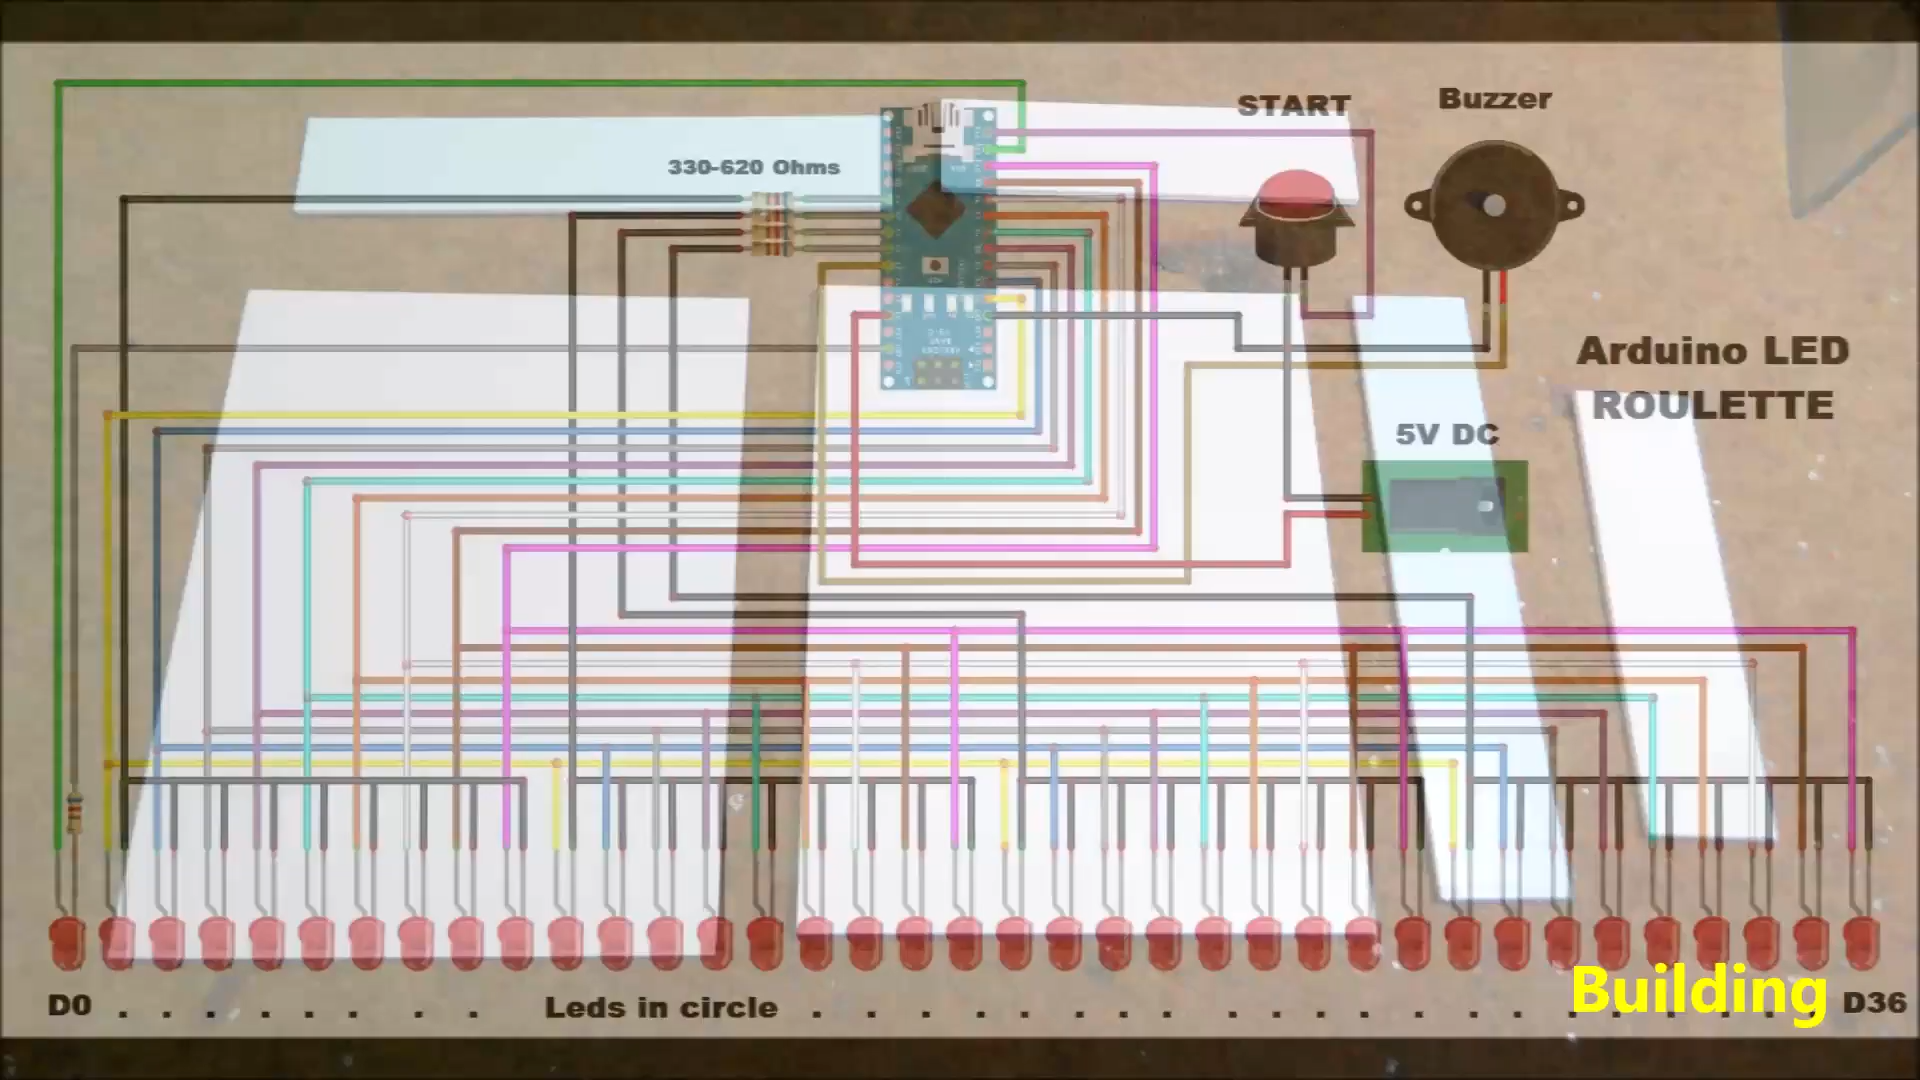 START
Buzzer
330-620 Ohms
Arduino LED
ROULETTE
5V DC
Building
D0 . . . . . . . . Leds in circle . . . . . . . . . . . . . . . . . . . D36